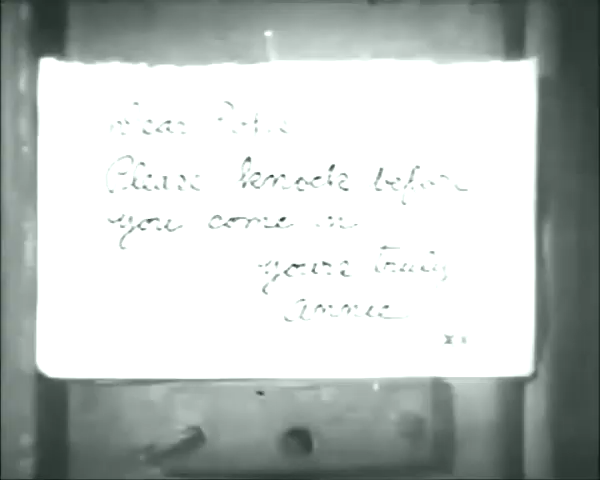 Dear
Please knock before
you come in
yours truly
Annie
xx